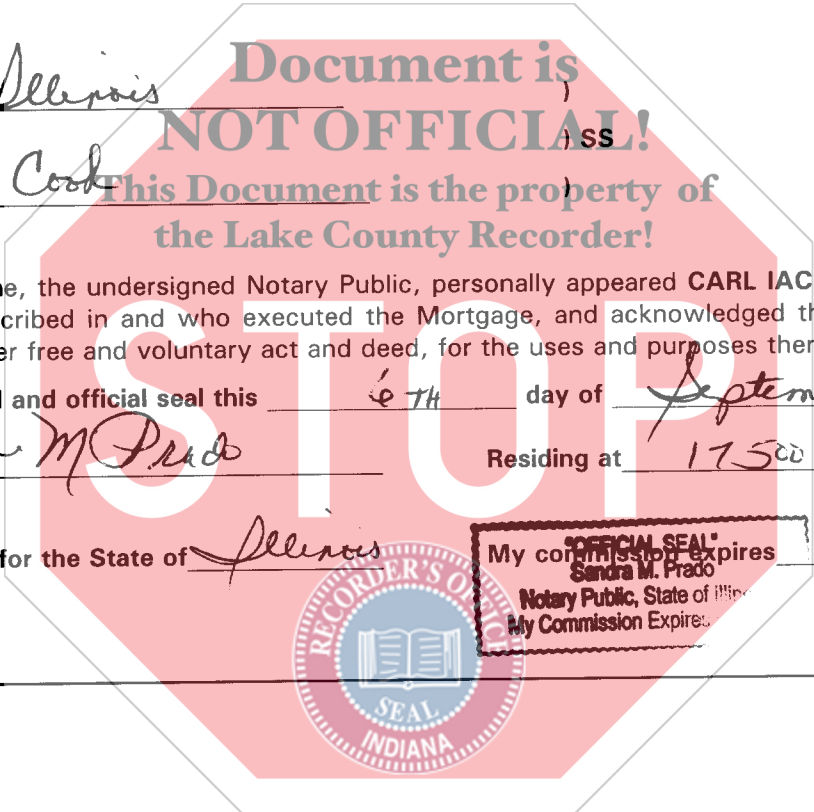 Document is
Illinois )
NOT OFFICIAL!
) SS
Cook )
This Document is the property of
the Lake County Recorder!
e, the undersigned Notary Public, personally appeared CARL IAC
cribed in and who executed the Mortgage, and acknowledged th
er free and voluntary act and deed, for the uses and purposes ther
STOP
and official seal this 6TH day of Septem
M Prado Residing at 17500
for the State of Illinois My commission expires
"OFFICIAL SEAL"
Sandra M. Prado
Notary Public, State of Illino
My Commission Expires
RECORDER'S OFFICE
SEAL
INDIANA